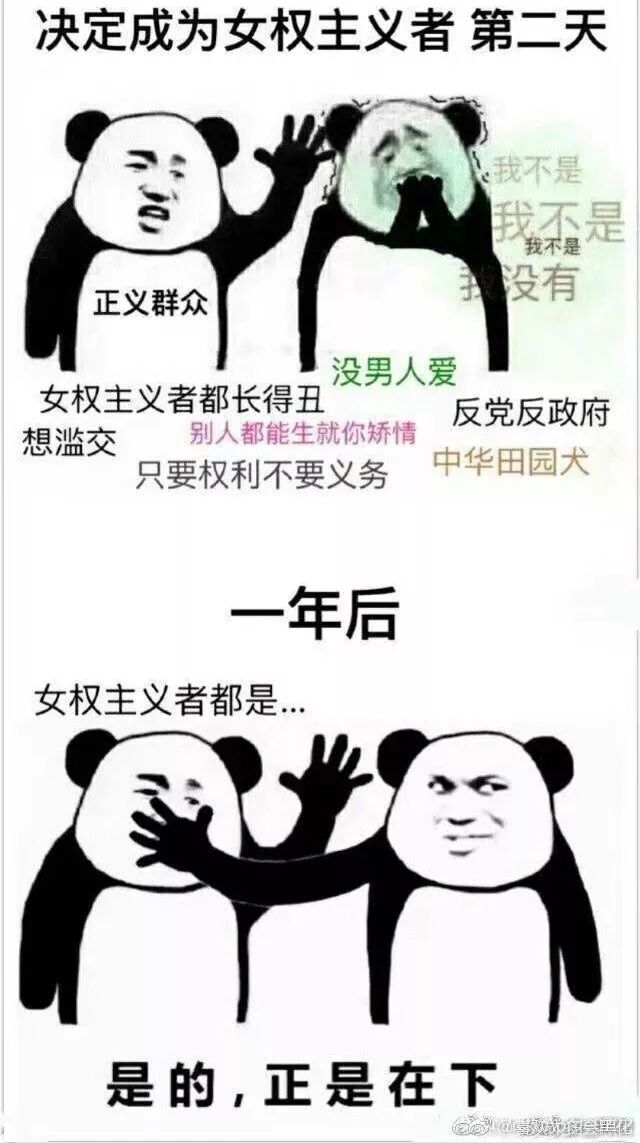 决定成为女权主义者 第二天
我不是
我不是
我不是
我没有
正义群众
没男人爱
女权主义者都长得丑
反党反政府
想滥交
别人都能生就你矫情
中华田园犬
只要权利不要义务
一年后
女权主义者都是...
是的,正是在下